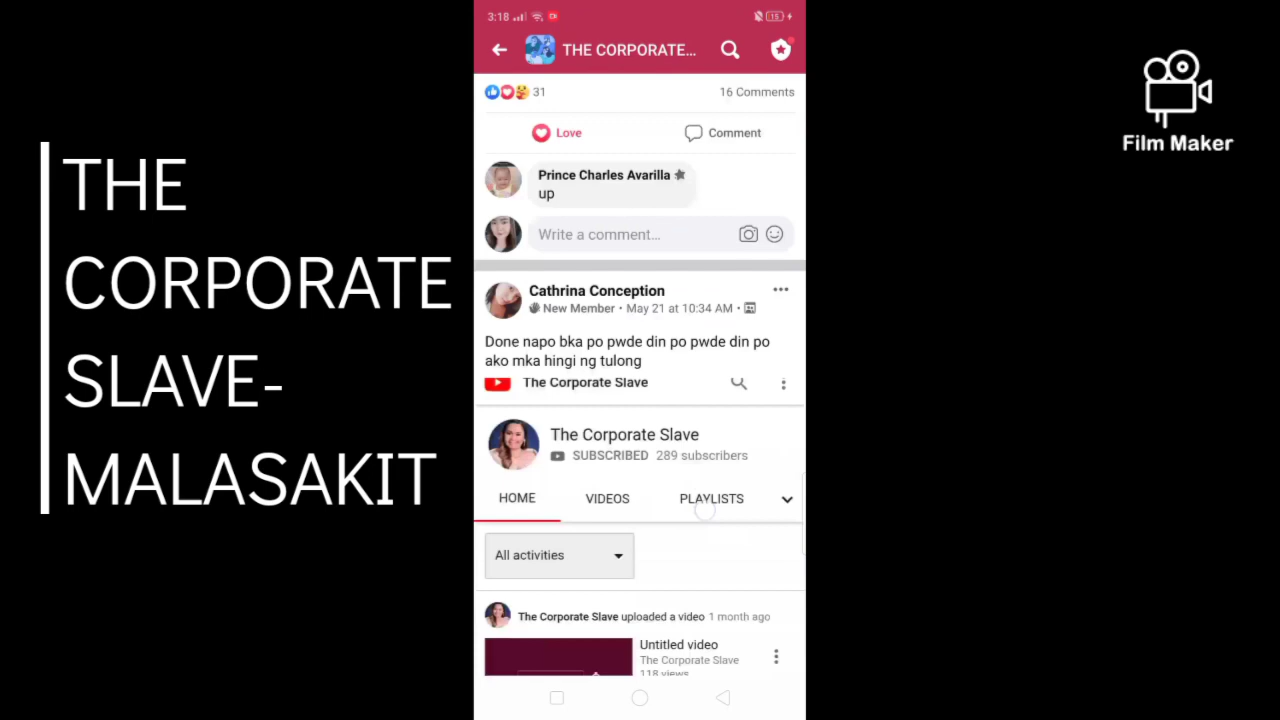 THE
CORPORATE
SLAVE-
MALASAKIT
3:18
15
THE CORPORATE...
31
16 Comments
Love
Comment
Prince Charles Avarilla
up
Write a comment...
Cathrina Conception
New Member • May 21 at 10:34 AM •
Done napo bka po pwde din po pwde din po
ako mka hingi ng tulong
The Corporate Slave
The Corporate Slave
SUBSCRIBED 289 subscribers
HOME
VIDEOS
PLAYLISTS
All activities
The Corporate Slave uploaded a video 1 month ago
Untitled video
The Corporate Slave
118 views
Film Maker